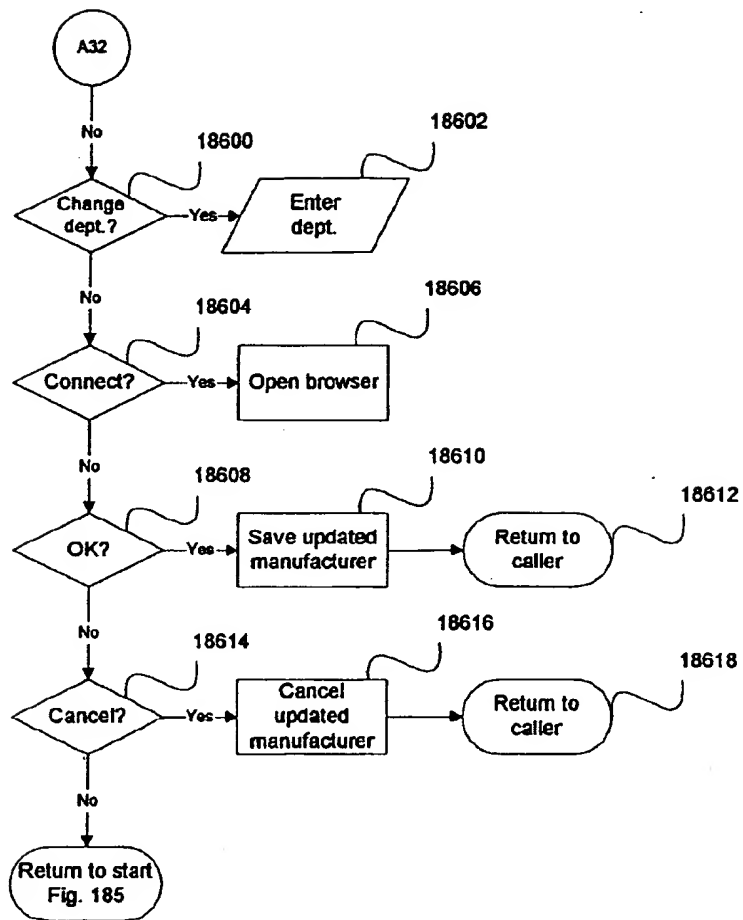 A32
No
18600
18602
Change
dept.?
Yes
Enter
dept.
No
18604
18606
Connect?
Yes
Open browser
No
18608
18610
18612
OK?
Yes
Save updated
manufacturer
Return to
caller
No
18614
18616
18618
Cancel?
Yes
Cancel
updated
manufacturer
Return to
caller
No
Return to start
Fig. 185